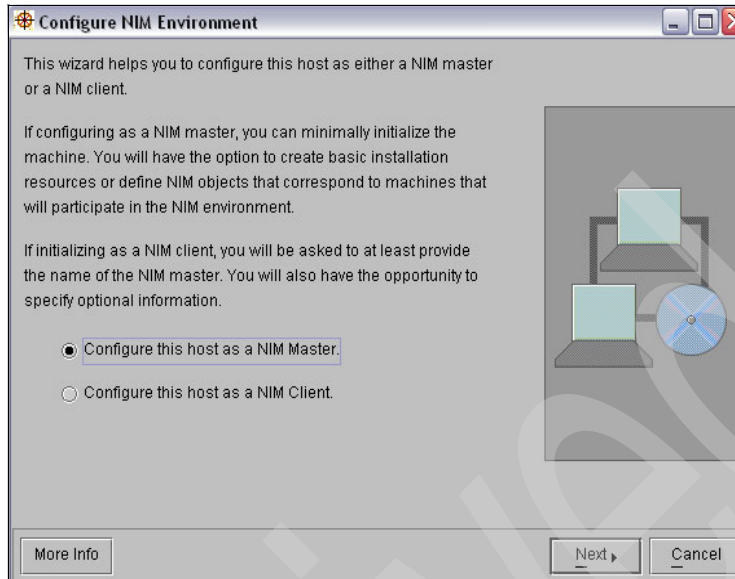 Configure NIM Environment
This wizard helps you to configure this host as either a NIM master
or a NIM client.
If configuring as a NIM master, you can minimally initialize the
machine. You will have the option to create basic installation
resources or define NIM objects that correspond to machines that
will participate in the NIM environment.
If initializing as a NIM client, you will be asked to at least provide
the name of the NIM master. You will also have the opportunity to
specify optional information.
Configure this host as a NIM Master.
Configure this host as a NIM Client.
More Info
Next
Cancel